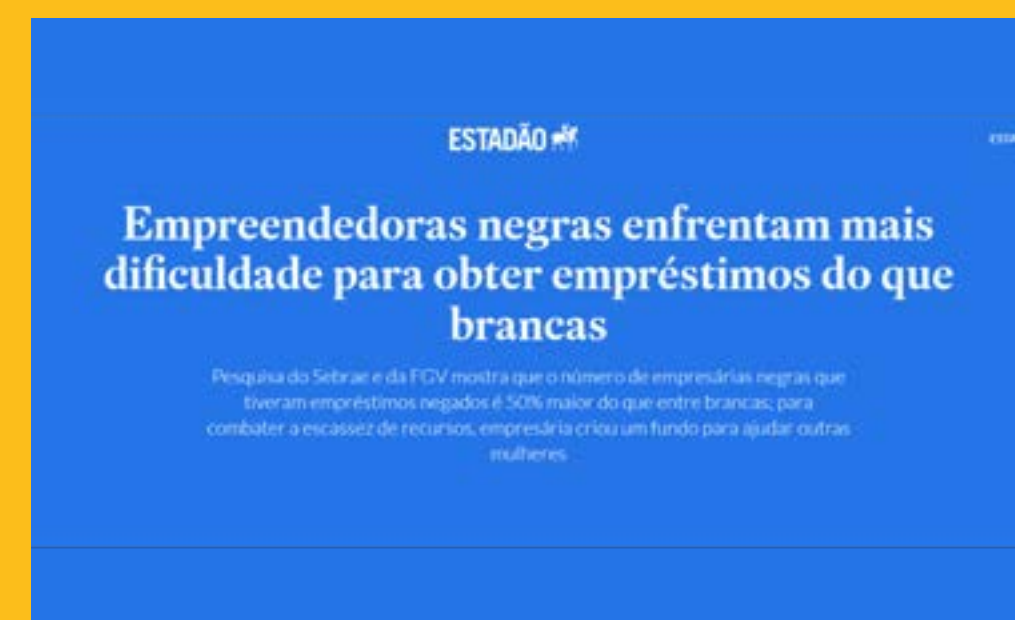 ESTADÃO
Empreendedoras negras enfrentam mais
dificuldade para obter empréstimos do que
brancas
Pesquisa do Sebrae e da FGV mostra que o número de empresárias negras que
tiveram empréstimos negados é 50% maior do que entre brancas; para
combater a escassez de recursos, empresária criou um fundo para ajudar outras
mulheres